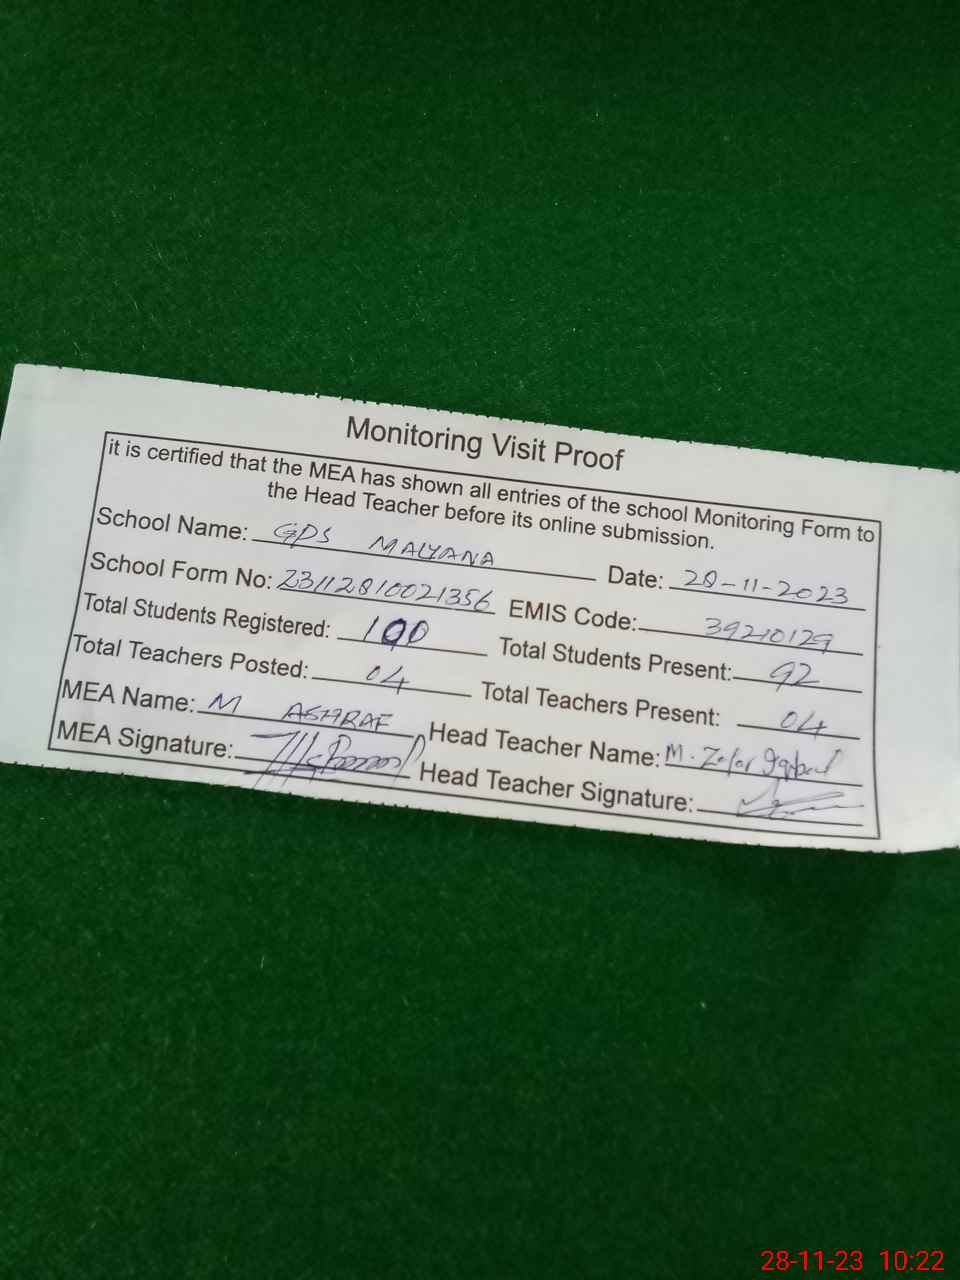 Monitoring Visit Proof
it is certified that the MEA has shown all entries of the school Monitoring Form to
the Head Teacher before its online submission.
School Name: GPS MALYANA Date: 28-11-2023
School Form No: 23112810021356 EMIS Code: 39210129
Total Students Registered: 100 Total Students Present: 92
Total Teachers Posted: 04 Total Teachers Present: 04
MEA Name: M ASHRAF Head Teacher Name: M. Zafar Iqbal
MEA Signature: Head Teacher Signature:
28-11-23 10:22